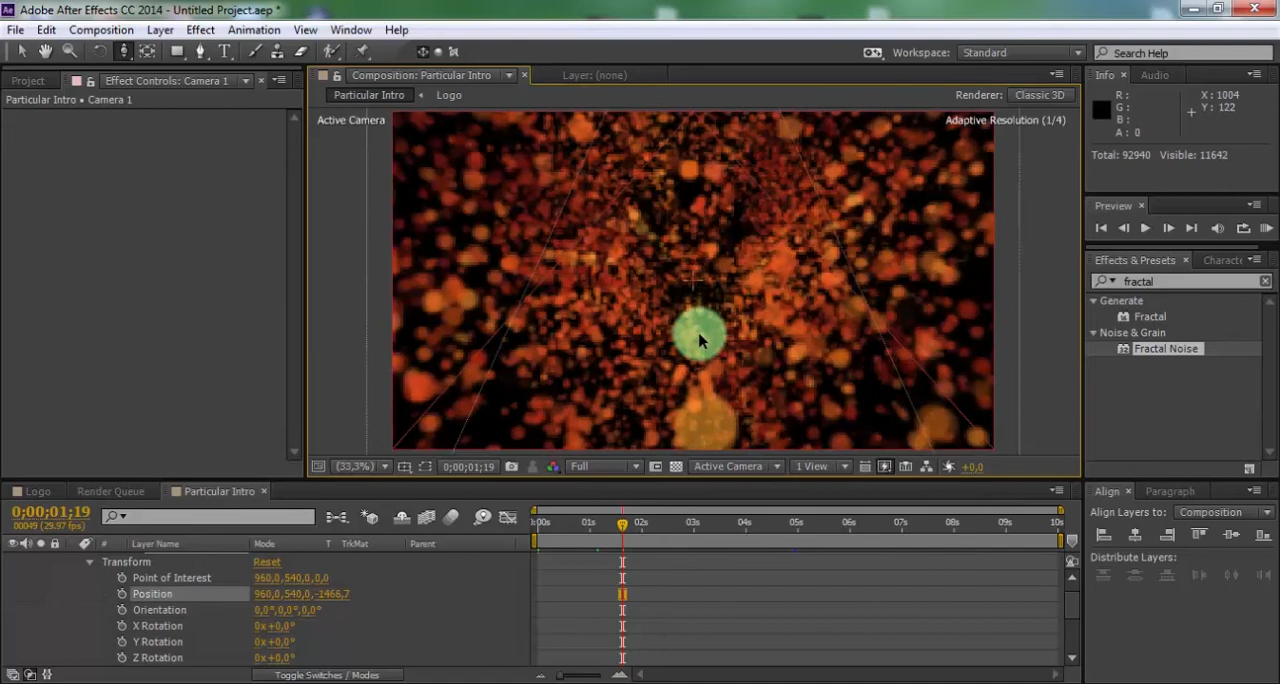 Adobe After Effects CC 2014 - Untitled Project.aep *
File Edit Composition Layer Effect Animation View Window Help
Workspace: Standard Search Help
Project Effect Controls: Camera 1 Composition: Particular Intro Layer: (none) Info Audio
Particular Intro • Camera 1 Particular Intro Logo Renderer: Classic 3D
R: X: 1004
G: Y: 122
B:
A: 0
Active Camera Adaptive Resolution (1/4)
Total: 92940 Visible: 11642
Preview
Effects & Presets Characte
fractal
Generate
Fractal
Noise & Grain
Fractal Noise
(33,3%) 0;00;01;19 Full Active Camera 1 View +0,0
Logo Render Queue Particular Intro Align Paragraph
0;00;01;19
00049 (29.97 fps)
Align Layers to: Composition
0:00s 01s 02s 03s 04s 05s 06s 07s 08s 09s 10s
# Layer Name Mode T TrkMat Parent
Distribute Layers:
Transform Reset
Point of Interest 960,0,540,0,0,0
Position 960,0,540,0,-1466,7
Orientation 0,0°,0,0°,0,0°
X Rotation 0x+0,0°
Y Rotation 0x+0,0°
Z Rotation 0x+0,0°
Toggle Switches / Modes